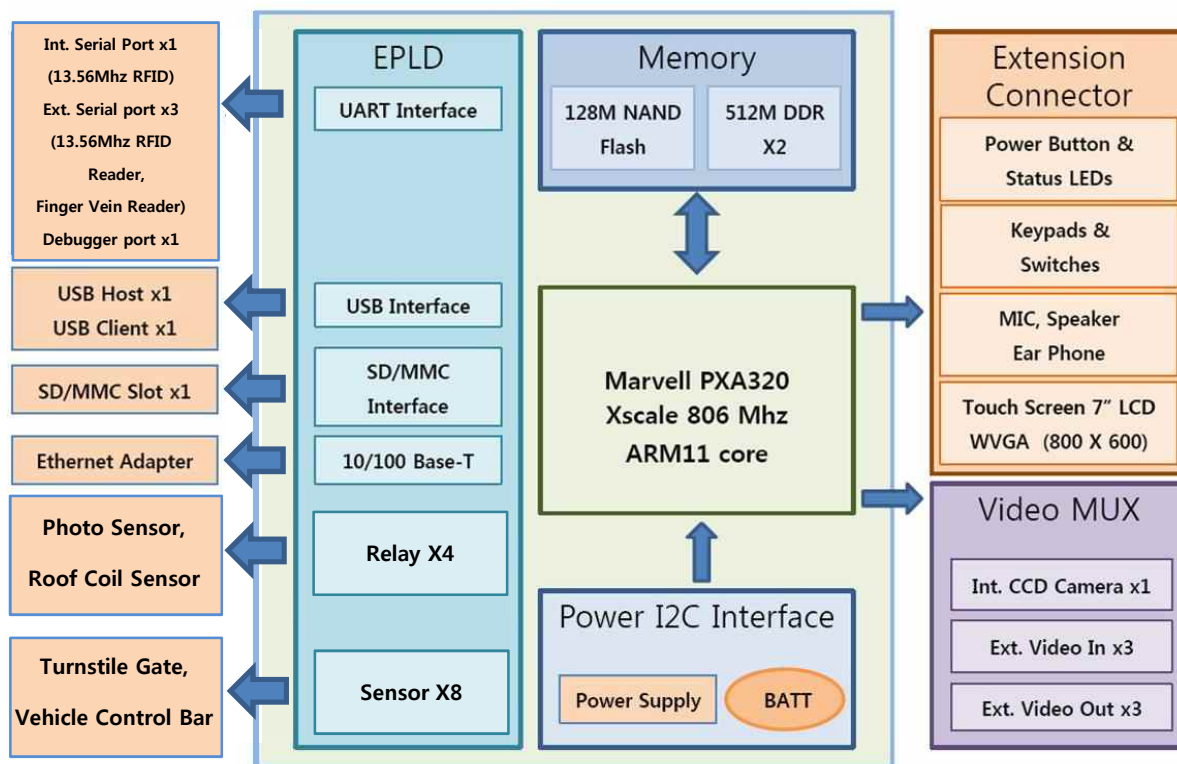 Int. Serial Port x1
(13.56Mhz RFID)
Ext. Serial port x3
(13.56Mhz RFID
Reader,
Finger Vein Reader)
Debugger port x1
USB Host x1
USB Client x1
SD/MMC Slot x1
Ethernet Adapter
Photo Sensor,
Roof Coil Sensor
Turnstile Gate,
Vehicle Control Bar
EPLD
UART Interface
USB Interface
SD/MMC
Interface
10/100 Base-T
Relay X4
Sensor X8
Memory
128M NAND
Flash
512M DDR
X2
Marvell PXA320
Xscale 806 Mhz
ARM11 core
Power I2C Interface
Power Supply
BATT
Extension
Connector
Power Button &
Status LEDs
Keypads &
Switches
MIC, Speaker
Ear Phone
Touch Screen 7” LCD
WVGA (800 X 600)
Video MUX
Int. CCD Camera x1
Ext. Video In x3
Ext. Video Out x3